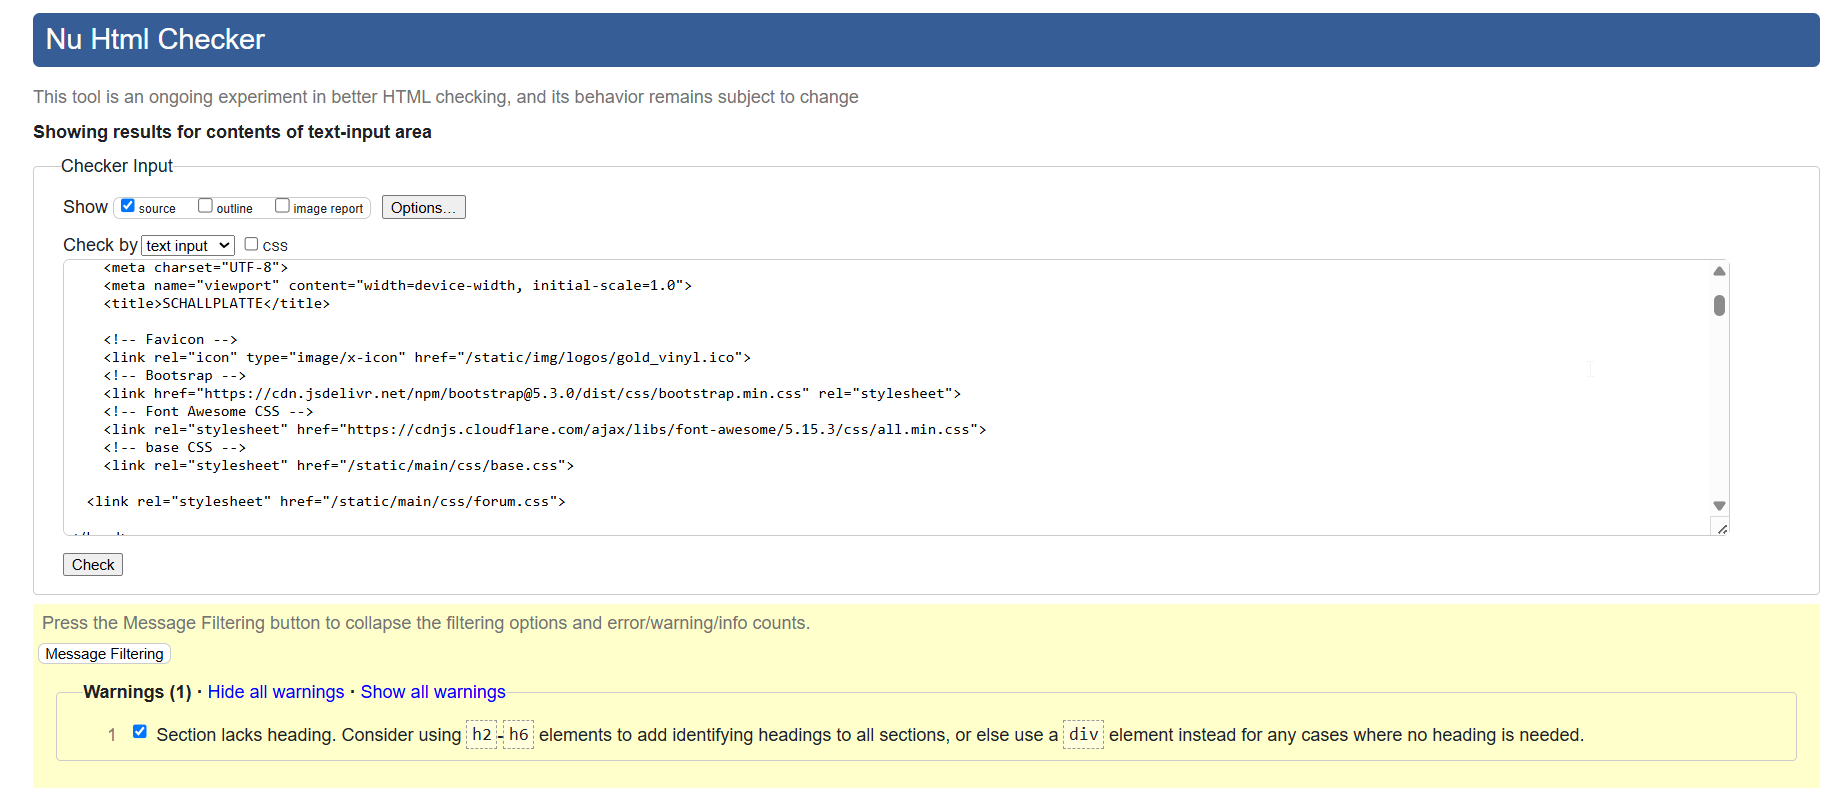 Nu Html Checker
This tool is an ongoing experiment in better HTML checking, and its behavior remains subject to change
Showing results for contents of text-input area
Checker Input
Show source outline image report Options...
Check by text input css
<meta charset="UTF-8">
<meta name="viewport" content="width=device-width, initial-scale=1.0">
<title>SCHALLPLATTE</title>
<!-- Favicon -->
<link rel="icon" type="image/x-icon" href="/static/img/logos/gold_vinyl.ico">
<!-- Bootsrap -->
<link href="https://cdn.jsdelivr.net/npm/bootstrap@5.3.0/dist/css/bootstrap.min.css" rel="stylesheet">
<!-- Font Awesome CSS -->
<link rel="stylesheet" href="https://cdnjs.cloudflare.com/ajax/libs/font-awesome/5.15.3/css/all.min.css">
<!-- base CSS -->
<link rel="stylesheet" href="/static/main/css/base.css">
<link rel="stylesheet" href="/static/main/css/forum.css">
Check
Press the Message Filtering button to collapse the filtering options and error/warning/info counts.
Message Filtering
Warnings (1) · Hide all warnings · Show all warnings
1 Section lacks heading. Consider using h2-h6 elements to add identifying headings to all sections, or else use a div element instead for any cases where no heading is needed.